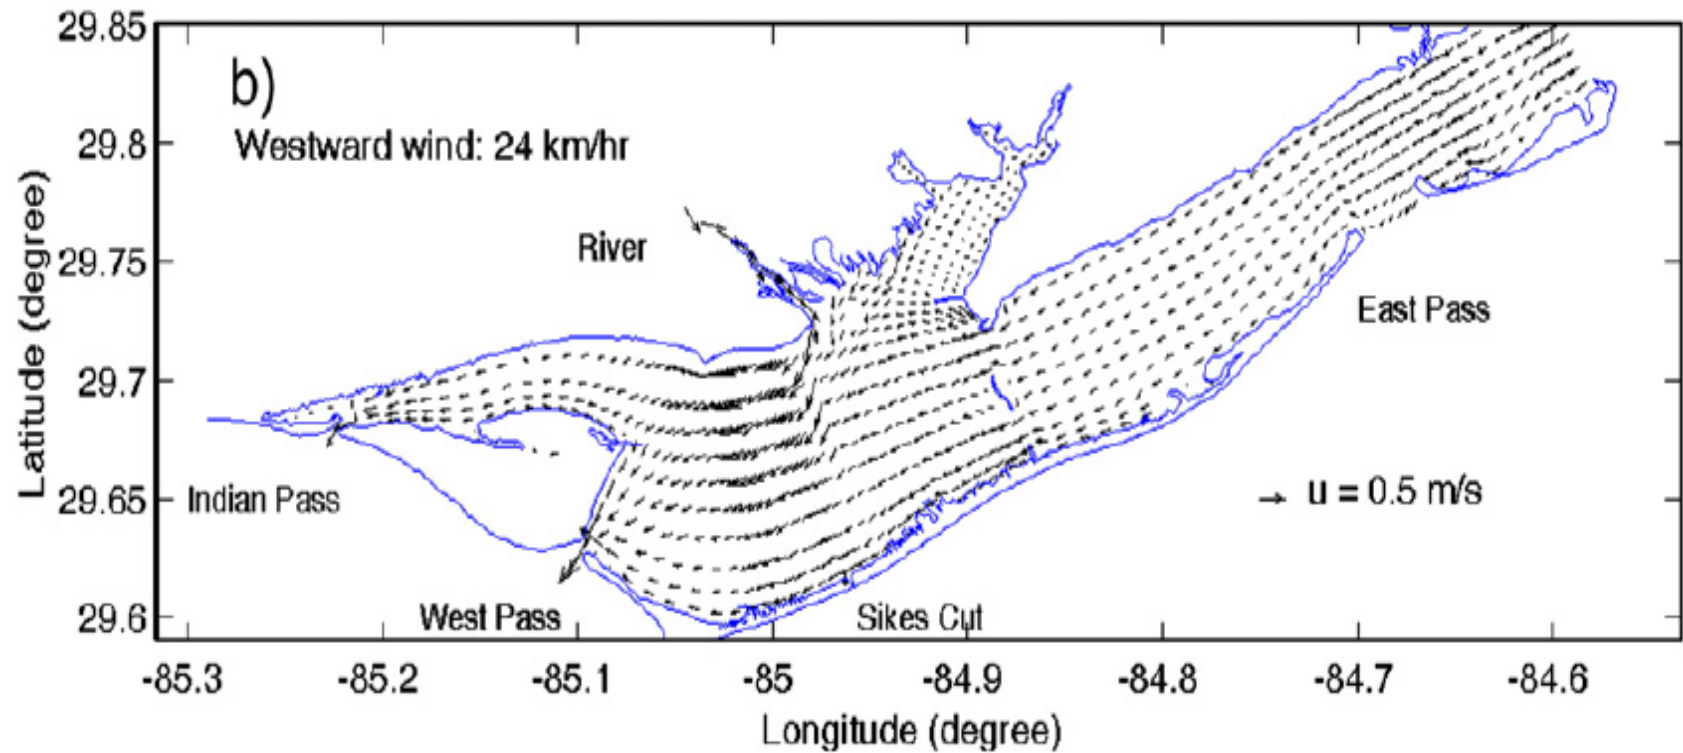 29.85
b)
Westward wind: 24 km/hr
29.8
River
29.75
East Pass
29.7
Latitude (degree)
Indian Pass
29.65
u = 0.5 m/s
West Pass
Sikes Cut
29.6
-85.3 -85.2 -85.1 -85 -84.9 -84.8 -84.7 -84.6
Longitude (degree)